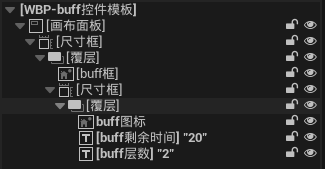 [WBP-buff控件模板]
[画布面板]
[尺寸框]
[覆层]
[buff框]
[尺寸框]
[覆层]
buff图标
[buff剩余时间] "20"
[buff层数] "2"